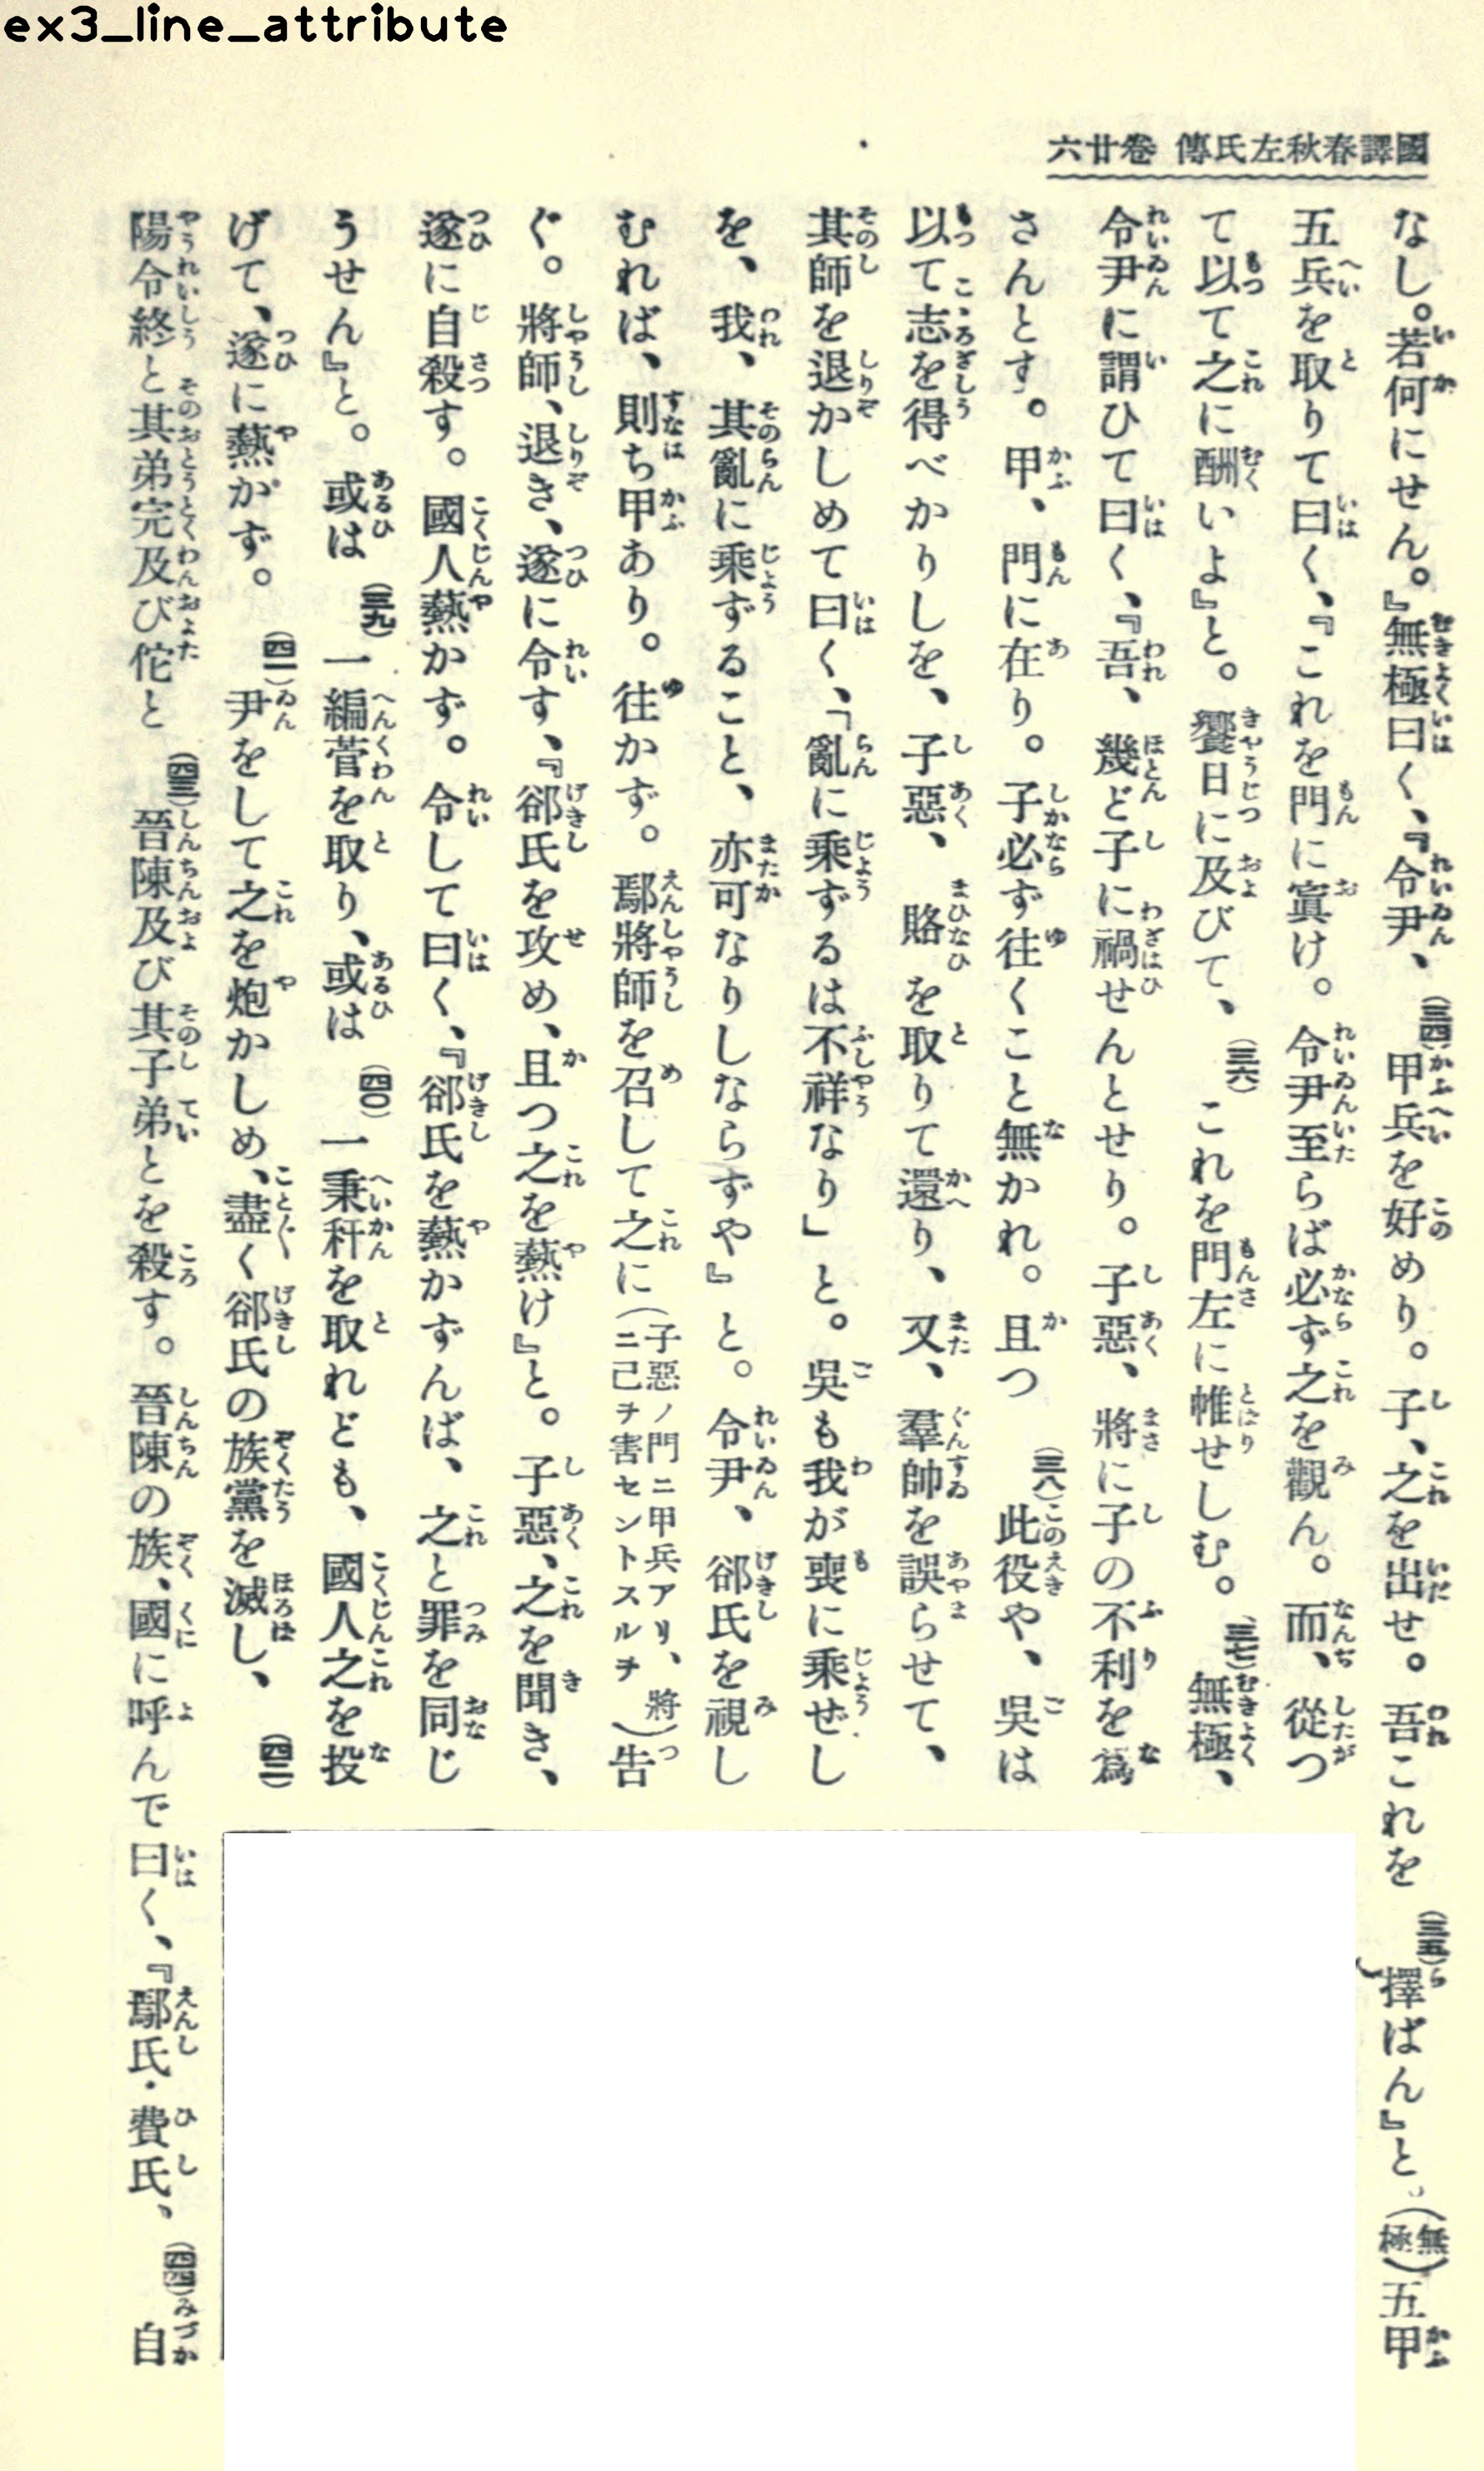 ex3_line_attribute
國譯春秋左氏傳 卷廿六
なし。若何にせん。』無極曰く、『令尹、(三四)甲兵を好めり。子、之を出せ。吾これを(三五)擇ばん』と。(無極)五甲
五兵を取りて曰く、『これを門に寘け。令尹至らば必ず之を觀ん。而、從つ
て以て之に酬いよ』と。饗日に及びて、(三六)これを門左に帷せしむ。(三七)無極、
令尹に謂ひて曰く、『吾、幾ど子に禍せんとせり。子惡、將に子の不利を爲
さんとす。甲、門に在り。子必ず往くこと無かれ。且つ(三八)此役や、吳は
以て志を得べかりしを、子惡、賂を取りて還り、又、羣帥を誤らせて、
其師を退かしめて曰く、「亂に乘ずるは不祥なり」と。吳も我が喪に乘ぜし
を、我、其亂に乘ずること、亦可なりしならずや』と。令尹、郤氏を視し
むれば、則ち甲あり。往かず。鄢將師を召して之に(子惡ノ門ニ甲兵アリ、將ニ己チ害セントスルチ)告
ぐ。將師、退き、遂に令す、『郤氏を攻め、且つ之を爇け』と。子惡、之を聞き、
遂に自殺す。國人爇かず。令して曰く、『郤氏を爇かずんば、之と罪を同じ
うせん』と。或は(三九)一編菅を取り、或は(四〇)一秉秆を取れども、國人之を投
げて、遂に爇かず。(四一)尹をして之を炮かしめ、盡く郤氏の族黨を滅し、(四二)
陽令終と其弟完及び佗と(四三)晉陳及び其子弟とを殺す。晉陳の族、國に呼んで曰く、『鄢氏・費氏、(四四)自